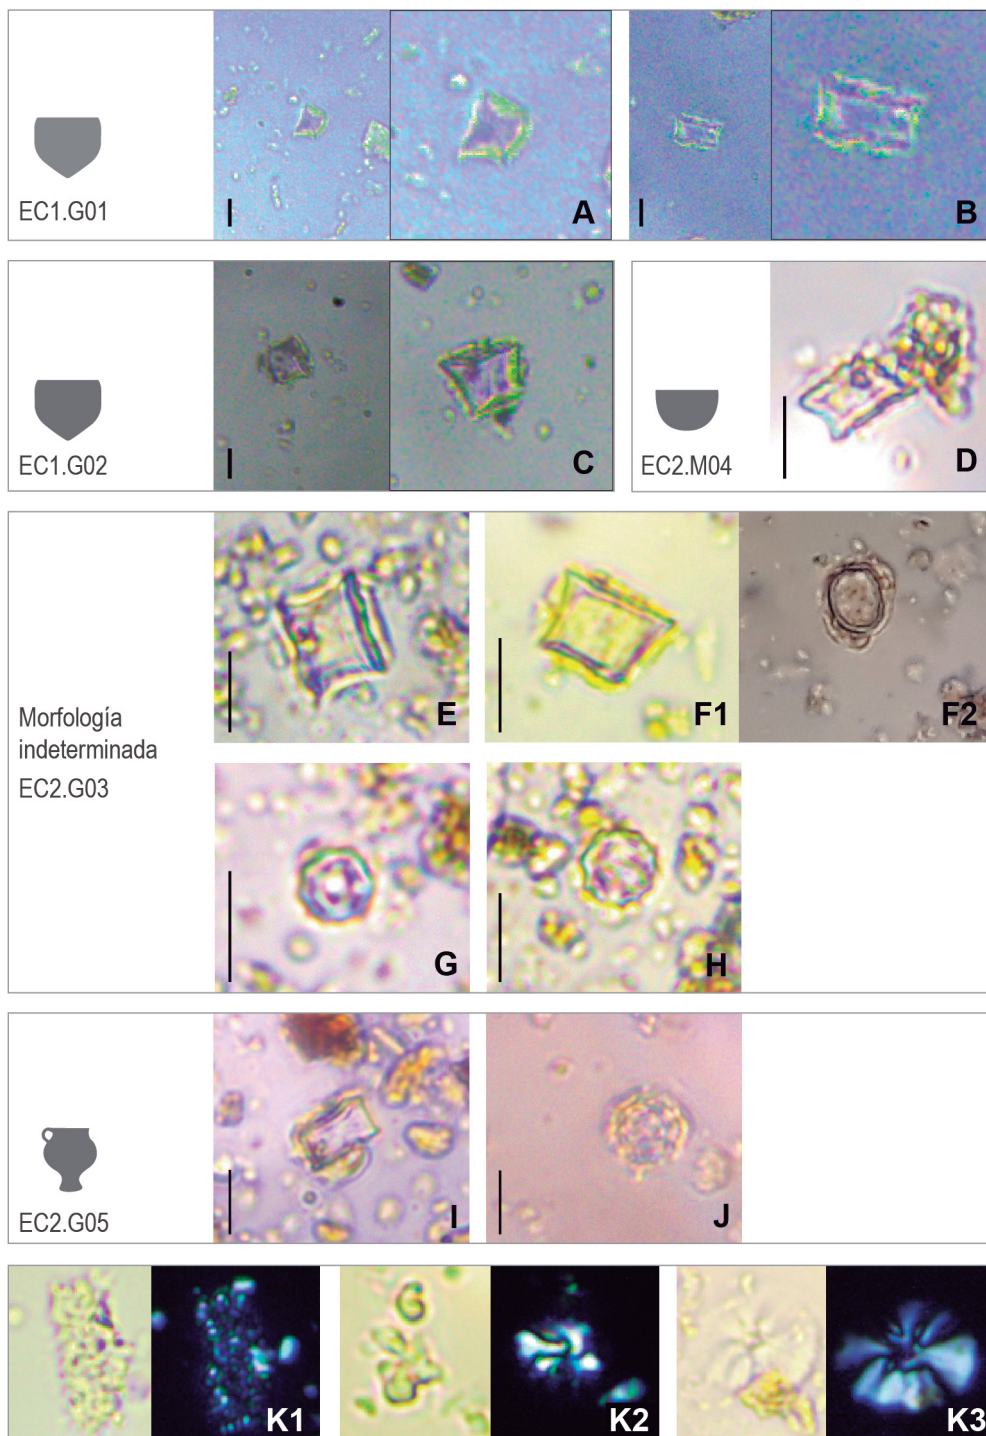 EC1.G01
A
B
EC1.G02
C
EC2.M04
D
Morfología
indeterminada
EC2.G03
E
F1
F2
G
H
EC2.G05
I
J
K1
K2
K3